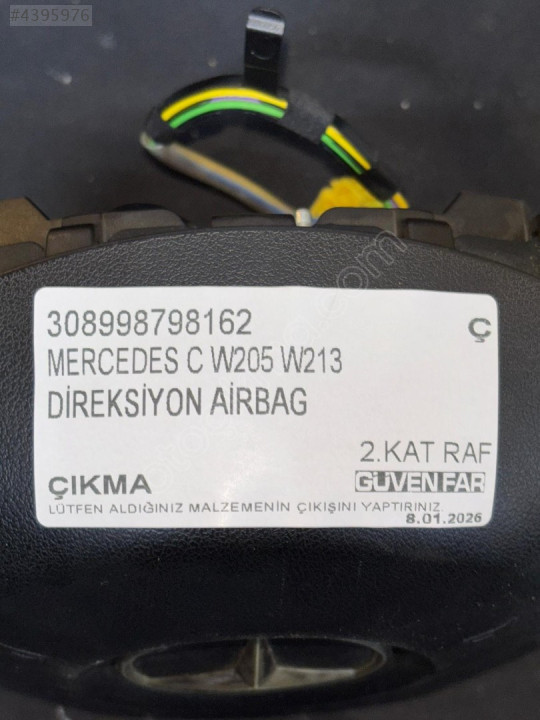 #4395976
308998798162 Ç
MERCEDES C W205 W213
DİREKSİYON AİRBAG
2.KAT RAF
ÇIKMA GÜVEN FAR
LÜTFEN ALDIĞINIZ MALZEMENİN ÇIKIŞINI YAPTIRINIZ.
8.01.2026